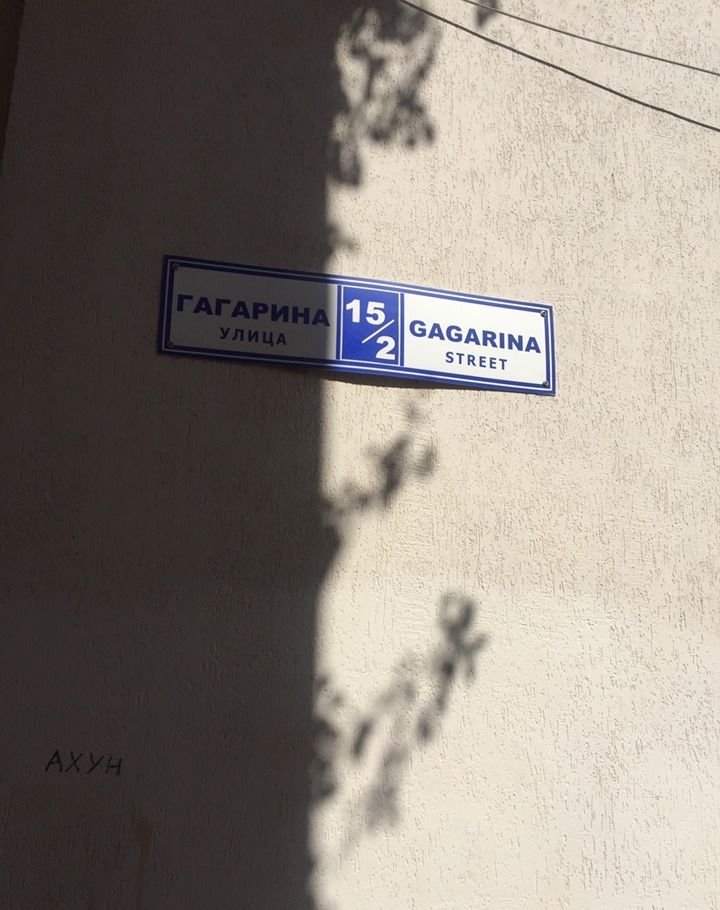 ГАГАРИНА
УЛИЦА
15/2
GAGARINA
STREET
АХУН